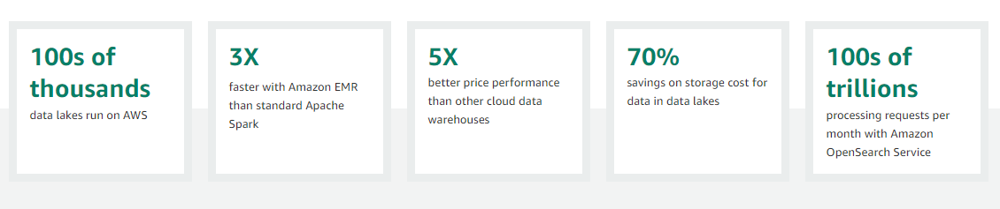 100s of
thousands
data lakes run on AWS
3X
faster with Amazon EMR
than standard Apache
Spark
5X
better price performance
than other cloud data
warehouses
70%
savings on storage cost for
data in data lakes
100s of
trillions
processing requests per
month with Amazon
OpenSearch Service